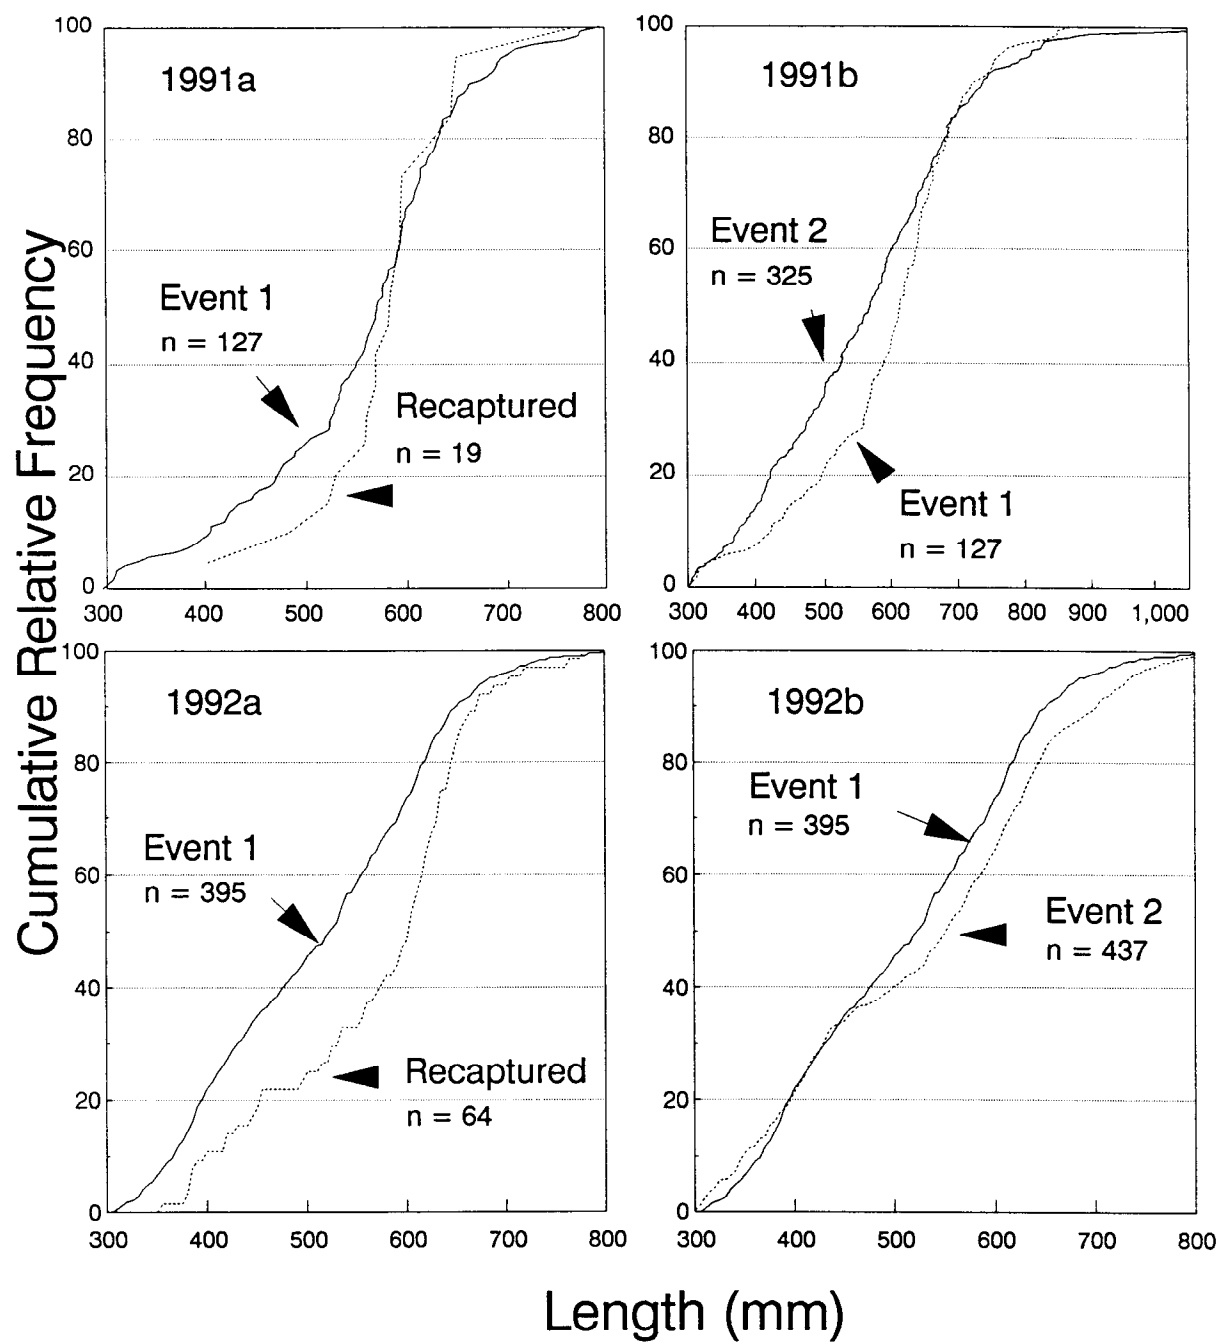 Cumulative Relative Frequency
100
80
60
40
20
0
1991a
Event 1
n = 127
Recaptured
n = 19
300 400 500 600 700 800
100
80
60
40
20
0
1991b
Event 2
n = 325
Event 1
n = 127
300 400 500 600 700 800 900 1,000
100
80
60
40
20
0
1992a
Event 1
n = 395
Recaptured
n = 64
300 400 500 600 700 800
100
80
60
40
20
0
1992b
Event 1
n = 395
Event 2
n = 437
300 400 500 600 700 800
Length (mm)